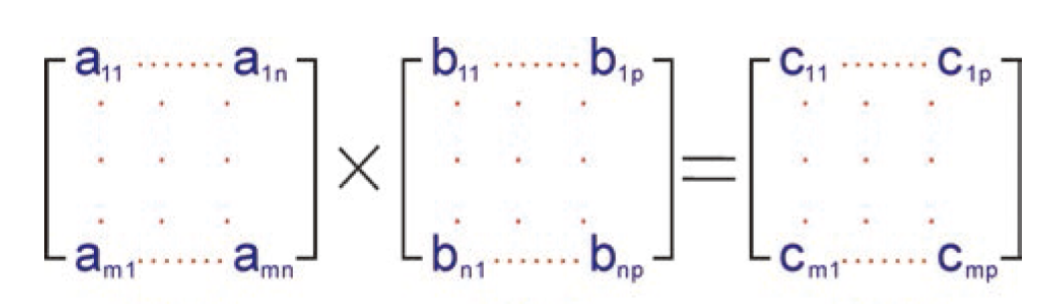 a11 ....... a1n × b11 ....... b1p = c11 ....... c1p
. . . . . . . . .
. . . . . . . . .
. . . . . . . . .
am1 ....... amn bn1 ....... bnp cm1 ....... cmp